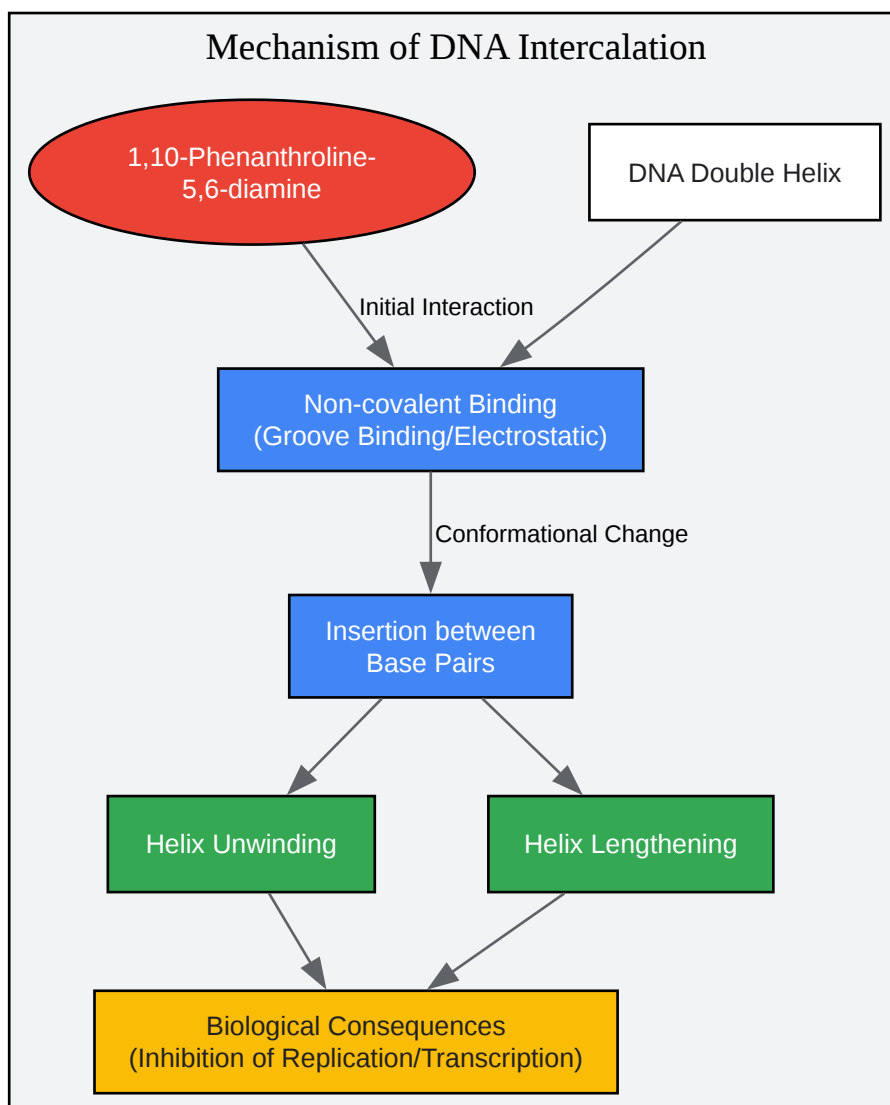 Mechanism of DNA Intercalation
1,10-Phenanthroline-
5,6-diamine
DNA Double Helix
Initial Interaction
Non-covalent Binding
(Groove Binding/Electrostatic)
Conformational Change
Insertion between
Base Pairs
Helix Unwinding
Helix Lengthening
Biological Consequences
(Inhibition of Replication/Transcription)